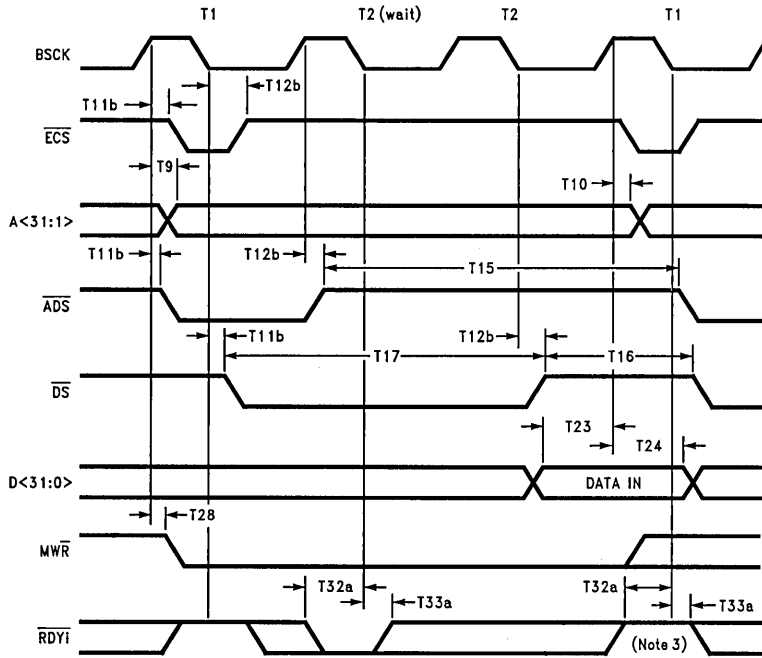 T1 T2 (wait) T2 T1
BSCK
T11b T12b
ECS
T9
T10
A<31:1>
T11b T12b
T15
ADS
T11b T12b
T17 T16
DS
T23
T24
D<31:0> DATA IN
T28
MWR
T32a T32a
T33a T33a
RDYi (Note 3)